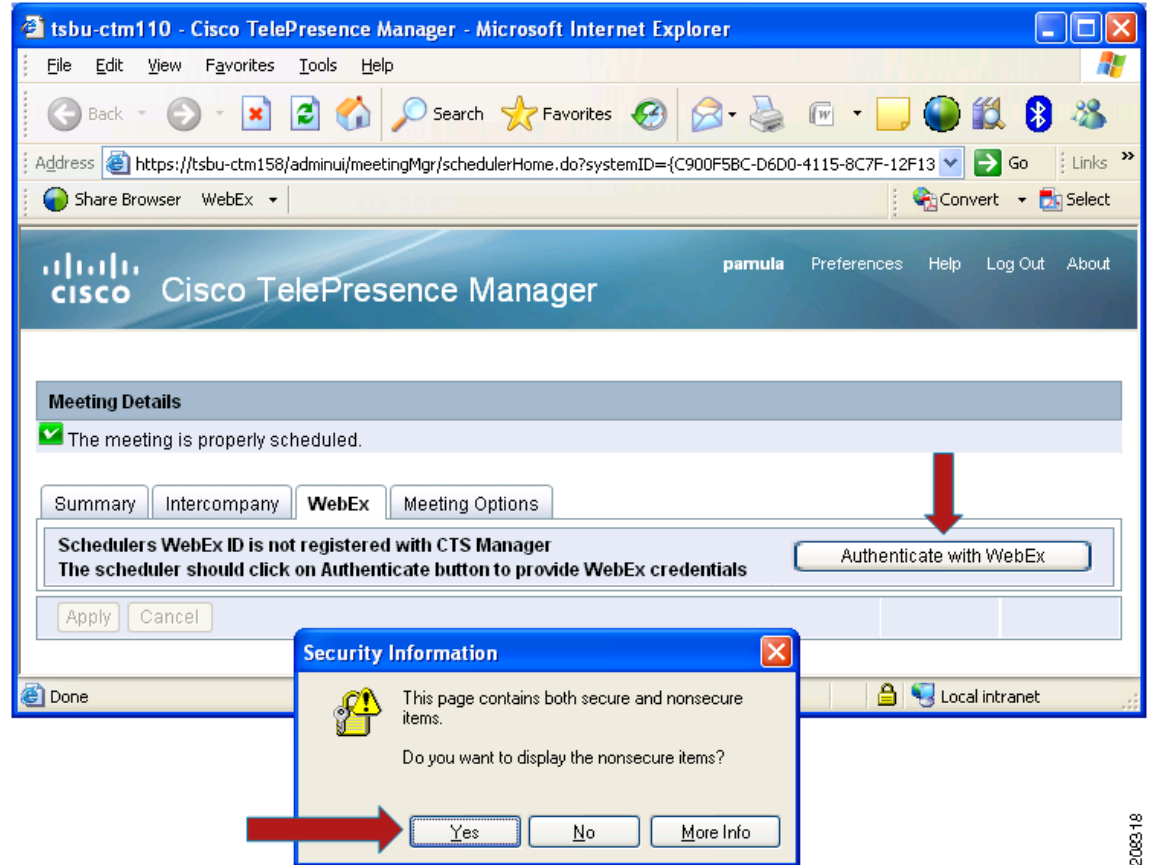 tsbu-ctm110 - Cisco TelePresence Manager - Microsoft Internet Explorer
File Edit View Favorites Tools Help
Back Search Favorites
Address https://tsbu-ctm158/adminui/meetingMgr/schedulerHome.do?systemID={C900F5BC-D6D0-4115-8C7F-12F13 Go Links »
Share Browser WebEx Convert Select
CISCO Cisco TelePresence Manager pamula Preferences Help Log Out About
Meeting Details
The meeting is properly scheduled.
Summary Intercompany WebEx Meeting Options
Schedulers WebEx ID is not registered with CTS Manager
The scheduler should click on Authenticate button to provide WebEx credentials
Authenticate with WebEx
Apply Cancel
Done Local intranet
Security Information
This page contains both secure and nonsecure
items.
Do you want to display the nonsecure items?
Yes No More Info
208318